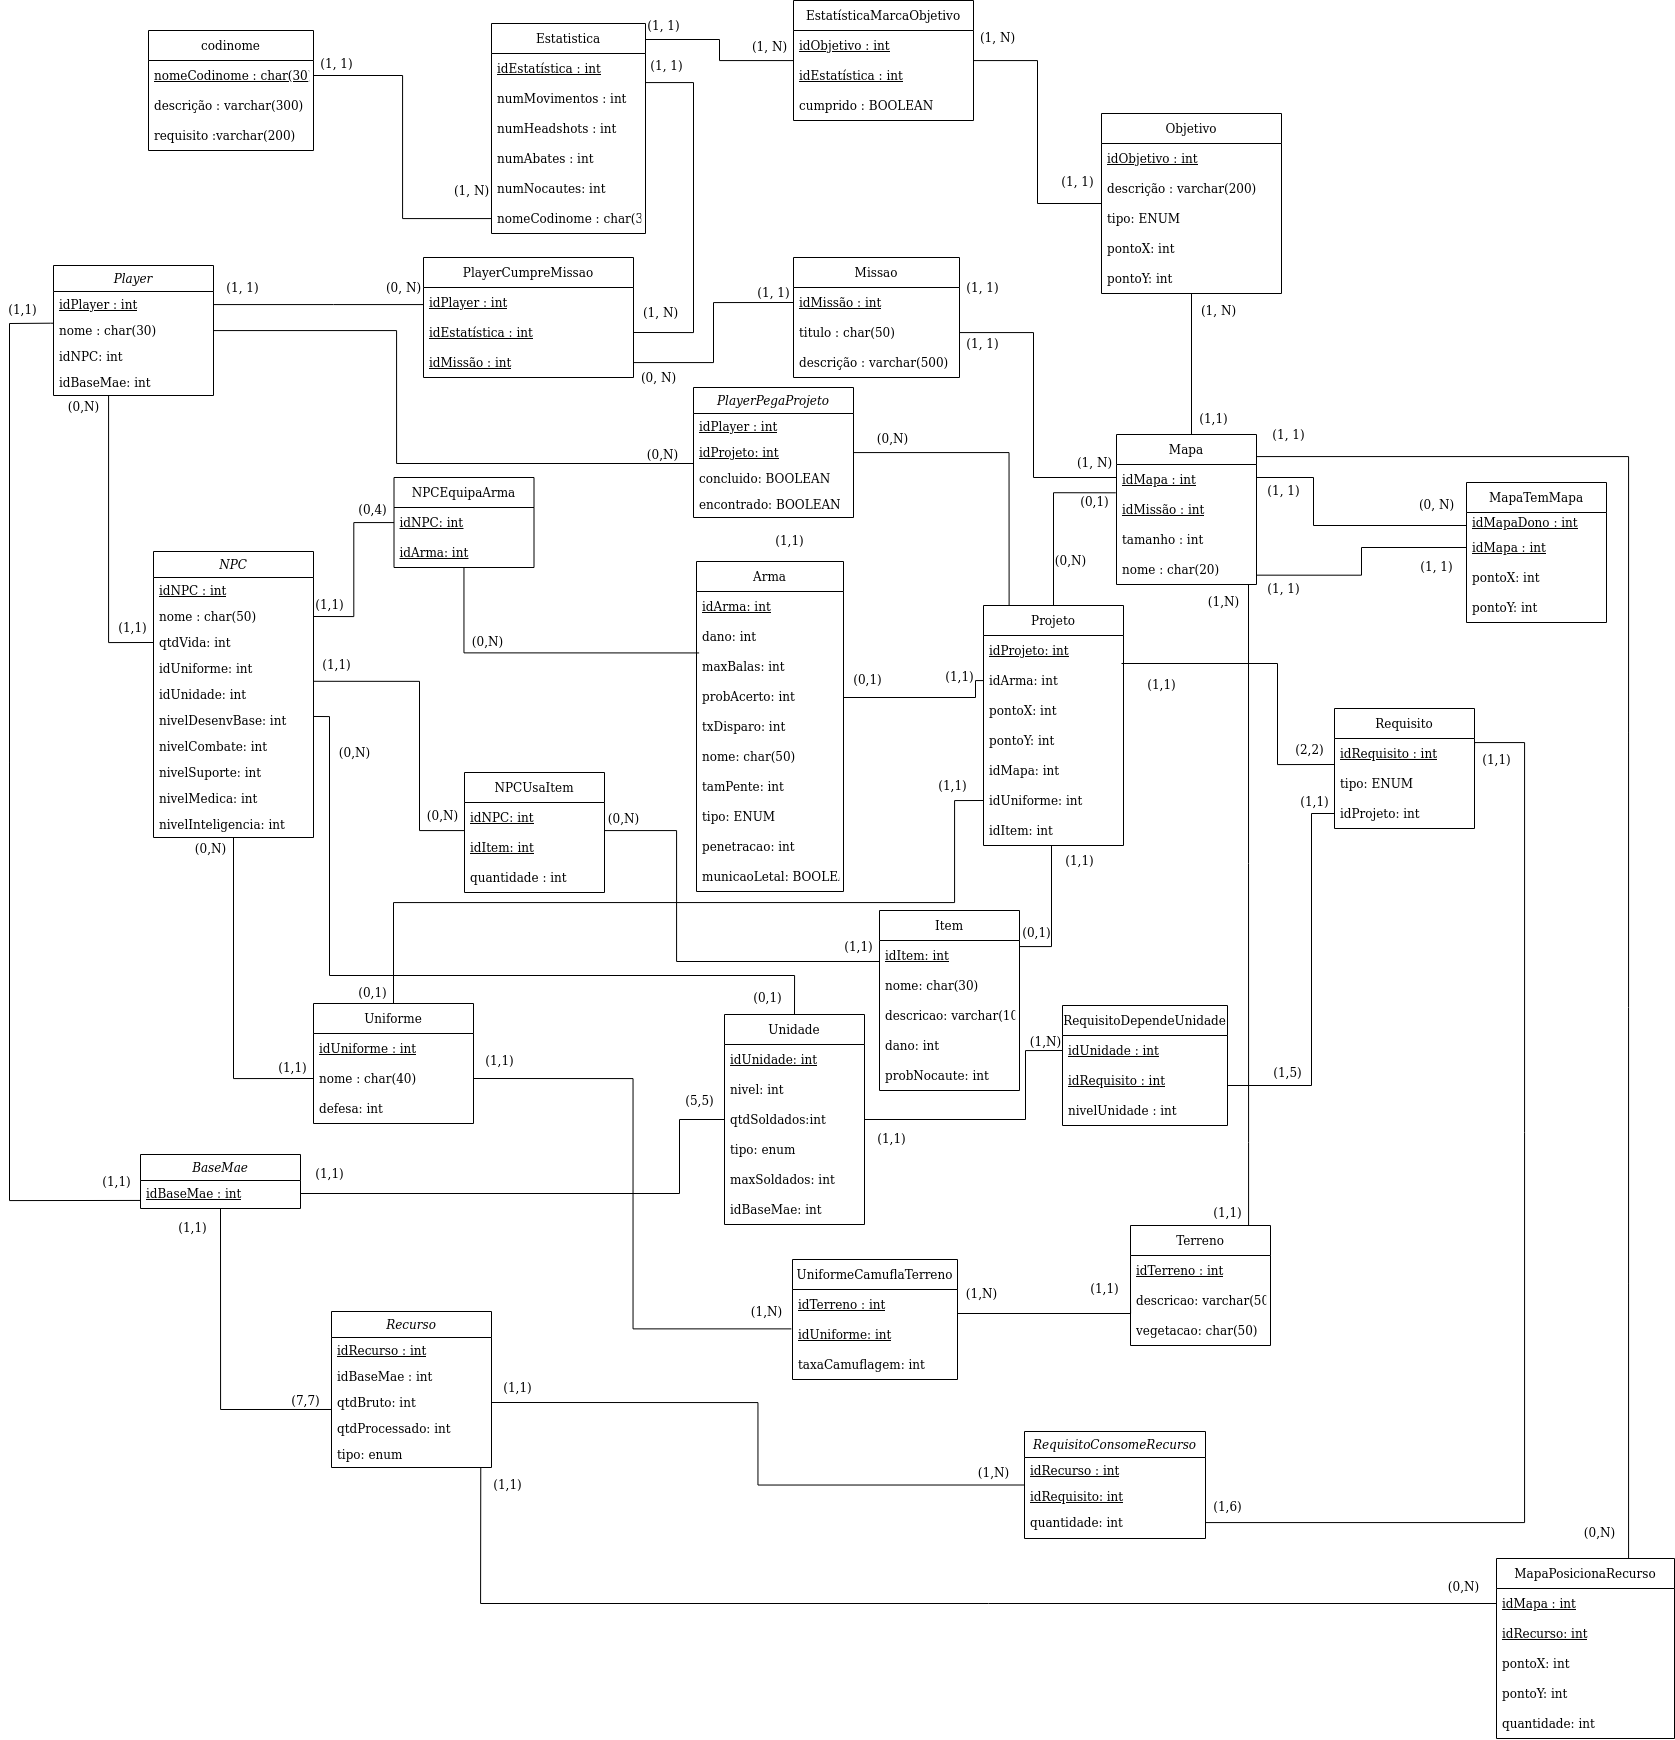 EstatísticaMarcaObjetivo
idObjetivo : int
idEstatística : int
cumprido : BOOLEAN
(1, 1)
(1, N)
(1, N)
Estatistica
idEstatística : int
numMovimentos : int
numHeadshots : int
numAbates : int
numNocautes: int
nomeCodinome : char(3
(1, 1)
(1, N)
codinome
nomeCodinome : char(30
descrição : varchar(300)
requisito :varchar(200)
(1, 1)
Objetivo
idObjetivo : int
descrição : varchar(200)
tipo: ENUM
pontoX: int
pontoY: int
(1, 1)
(1, N)
Player
idPlayer : int
nome : char(30)
idNPC: int
idBaseMae: int
(1,1)
(1, 1)
(0,N)
PlayerCumpreMissao
idPlayer : int
idEstatística : int
idMissão : int
(0, N)
(1, N)
(0, N)
Missao
idMissão : int
titulo : char(50)
descrição : varchar(500)
(1, 1)
(1, 1)
(1, 1)
PlayerPegaProjeto
idPlayer : int
idProjeto: int
concluido: BOOLEAN
encontrado: BOOLEAN
(0,N)
(0,N)
(1,1)
Mapa
idMapa : int
idMissão : int
tamanho : int
nome : char(20)
(1,1)
(1, 1)
(1, N)
(0,1)
(1, 1)
(1, 1)
(1,N)
MapaTemMapa
idMapaDono : int
idMapa : int
pontoX: int
pontoY: int
(0, N)
(1, 1)
NPCEquipaArma
idNPC: int
idArma: int
(0,4)
(0,N)
NPC
idNPC : int
nome : char(50)
qtdVida: int
idUniforme: int
idUnidade: int
nivelDesenvBase: int
nivelCombate: int
nivelSuporte: int
nivelMedica: int
nivelInteligencia: int
(1,1)
(1,1)
(1,1)
(0,N)
(0,N)
Arma
idArma: int
dano: int
maxBalas: int
probAcerto: int
txDisparo: int
nome: char(50)
tamPente: int
tipo: ENUM
penetracao: int
municaoLetal: BOOLE
(0,1)
(1,1)
(0,N)
Projeto
idProjeto: int
idArma: int
pontoX: int
pontoY: int
idMapa: int
idUniforme: int
idItem: int
(1,1)
(1,1)
(1,1)
Requisito
idRequisito : int
tipo: ENUM
idProjeto: int
(2,2)
(1,1)
(1,1)
NPCUsaItem
idNPC: int
idItem: int
quantidade : int
(0,N)
(0,N)
Item
idItem: int
nome: char(30)
descricao: varchar(10
dano: int
probNocaute: int
(1,1)
(0,1)
Uniforme
idUniforme : int
nome : char(40)
defesa: int
(0,1)
(1,1)
(1,1)
Unidade
idUnidade: int
nivel: int
qtdSoldados:int
tipo: enum
maxSoldados: int
idBaseMae: int
(0,1)
(5,5)
(1,1)
RequisitoDependeUnidade
idUnidade : int
idRequisito : int
nivelUnidade : int
(1,N)
(1,5)
BaseMae
idBaseMae : int
(1,1)
(1,1)
(1,1)
Terreno
idTerreno : int
descricao: varchar(50
vegetacao: char(50)
(1,1)
(1,1)
UniformeCamuflaTerreno
idTerreno : int
idUniforme: int
taxaCamuflagem: int
(1,N)
(1,N)
Recurso
idRecurso : int
idBaseMae : int
qtdBruto: int
qtdProcessado: int
tipo: enum
(7,7)
(1,1)
(1,1)
RequisitoConsomeRecurso
idRecurso : int
idRequisito: int
quantidade: int
(1,N)
(1,6)
MapaPosicionaRecurso
idMapa : int
idRecurso: int
pontoX: int
pontoY: int
quantidade: int
(0,N)
(0,N)